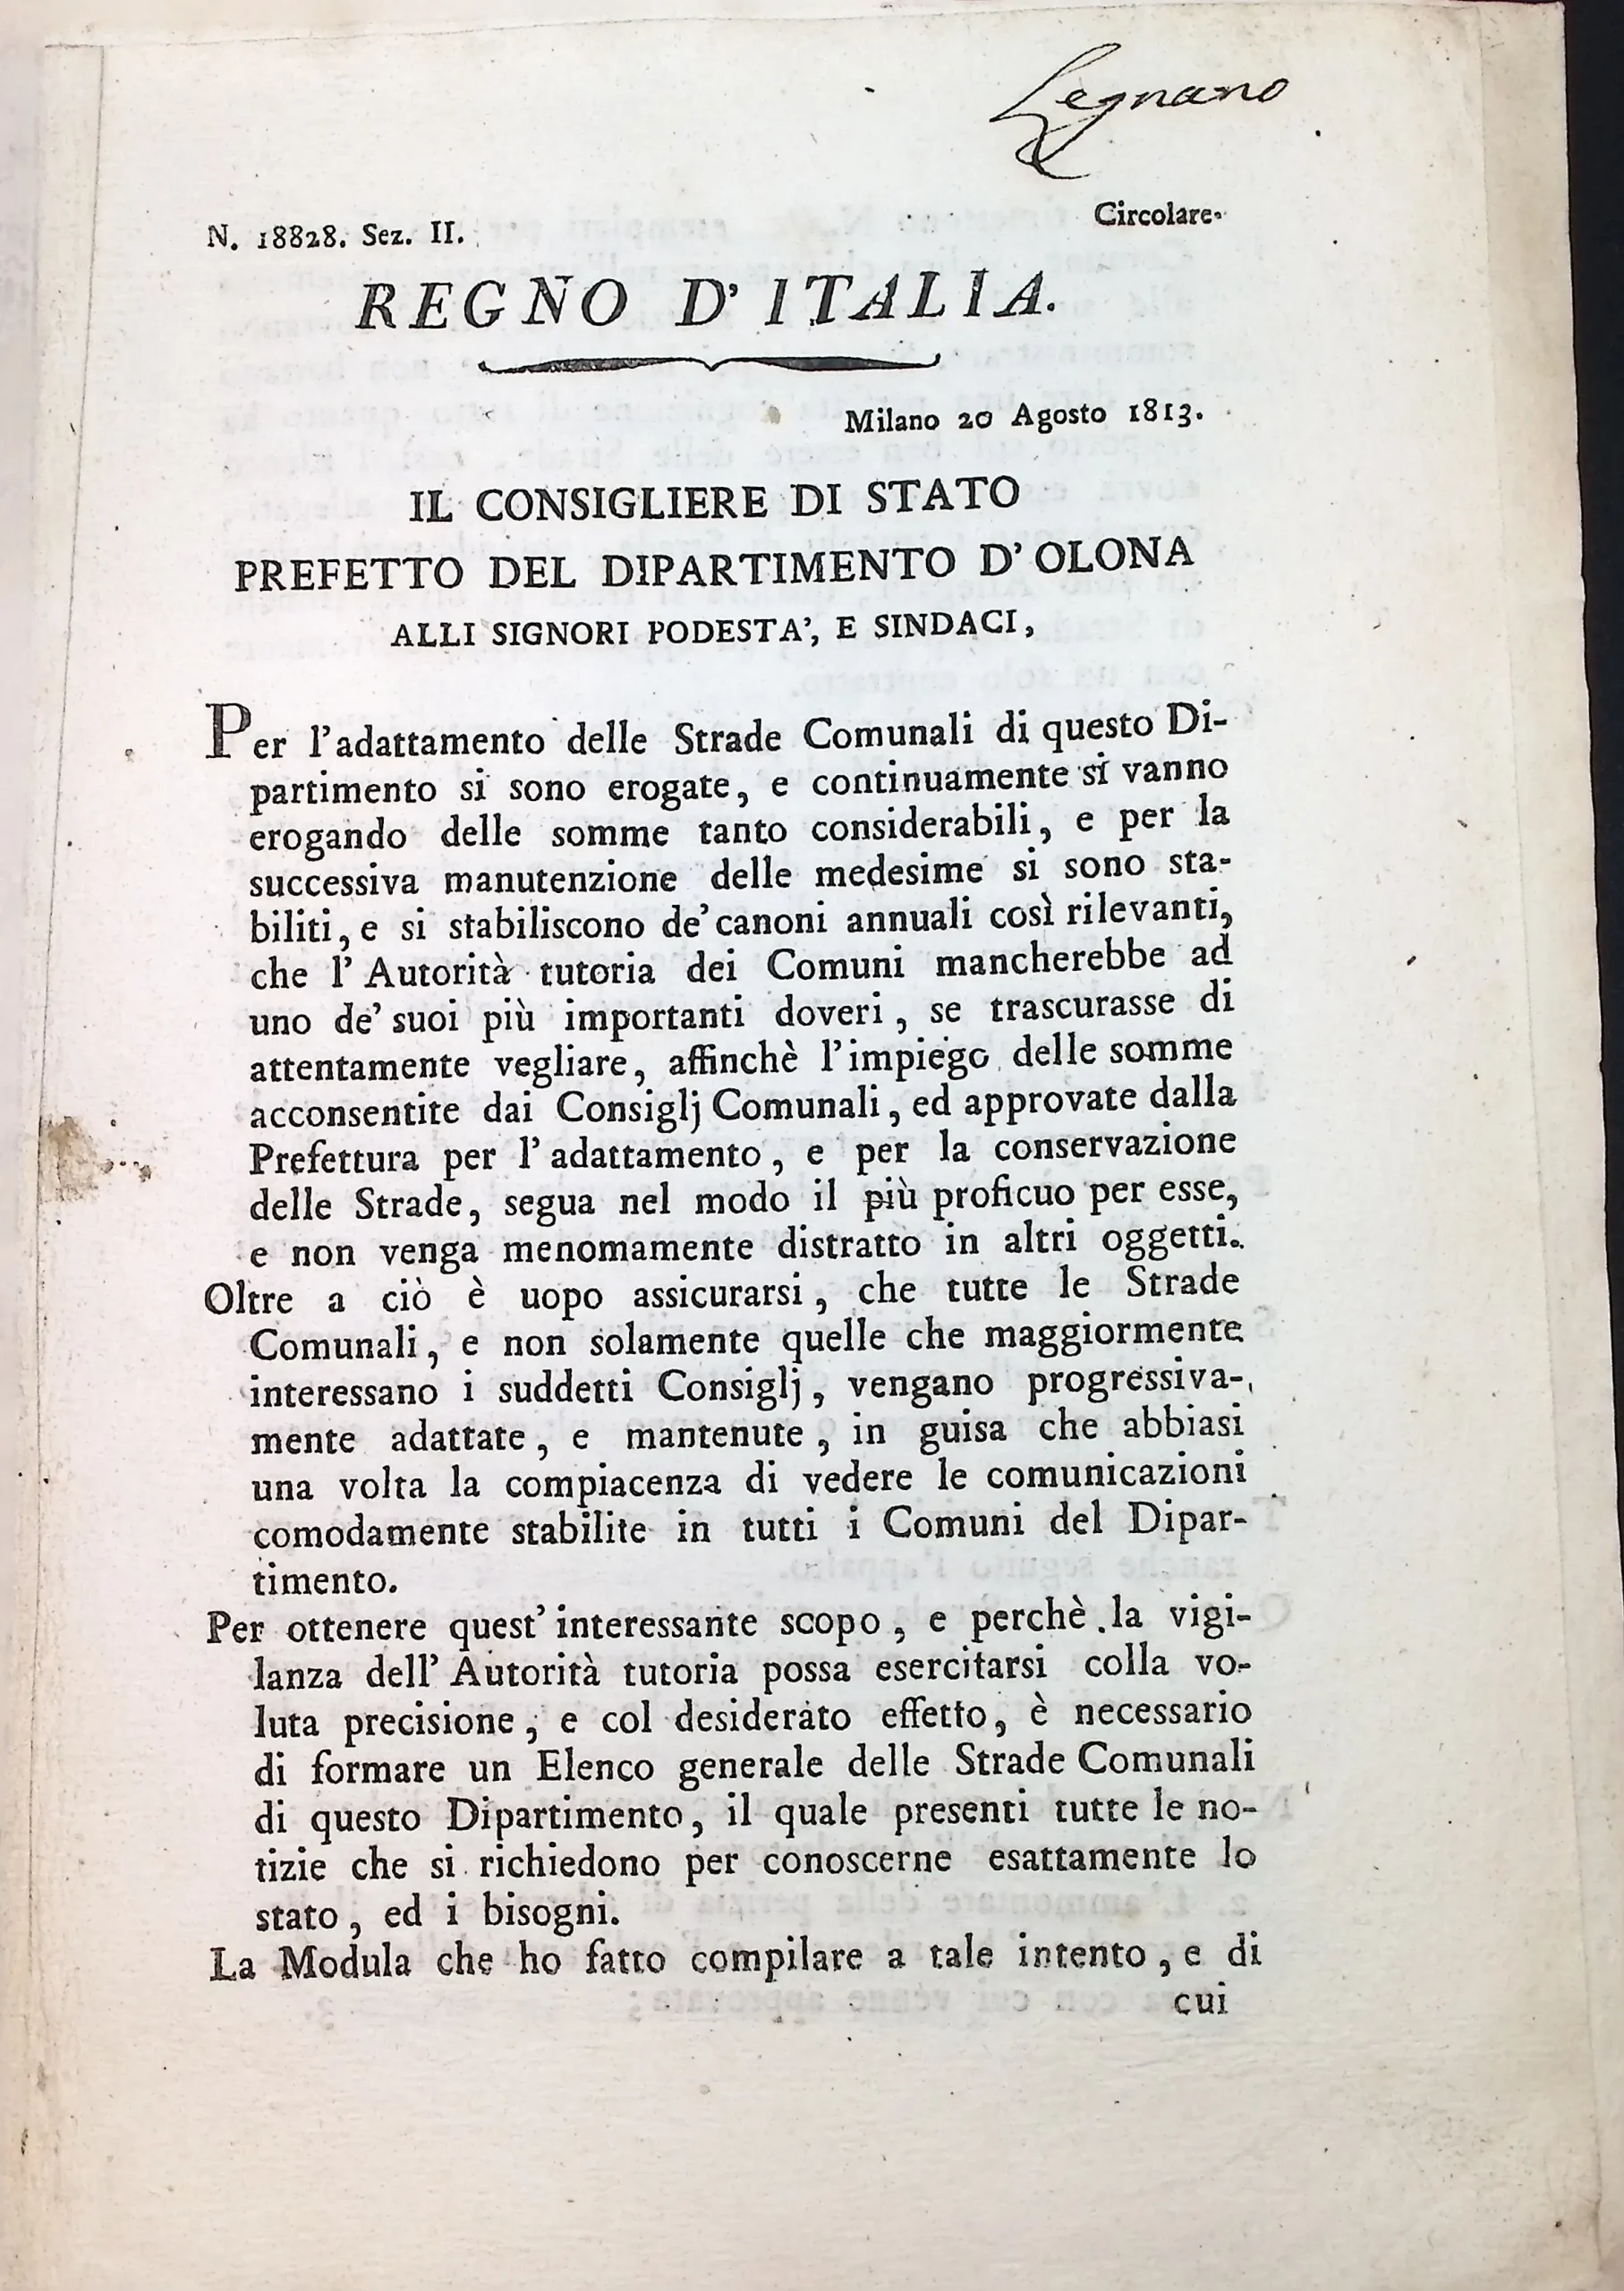 Legnano
Circolare.
N. 18828. Sez. II.
REGNO D' ITALIA.
Milano 20 Agosto 1813.
IL CONSIGLIERE DI STATO
PREFETTO DEL DIPARTIMENTO D' OLONA
ALLI SIGNORI PODESTA', E SINDACI,
Per l'adattamento delle Strade Comunali di questo Di-
partimento si sono erogate, e continuamente si vanno
erogando delle somme tanto considerabili, e per la
successiva manutenzione delle medesime si sono sta-
biliti, e si stabiliscono de' canoni annuali così rilevanti,
che l' Autorità tutoria dei Comuni mancherebbe ad
uno de' suoi più importanti doveri, se trascurasse di
attentamente vegliare, affinchè l'impiego delle somme
acconsentite dai Consiglj Comunali, ed approvate dalla
Prefettura per l' adattamento, e per la conservazione
delle Strade, segua nel modo il più proficuo per esse,
e non venga menomamente distratto in altri oggetti.
Oltre a ciò è uopo assicurarsi, che tutte le Strade
Comunali, e non solamente quelle che maggiormente
interessano i suddetti Consiglj, vengano progressiva-
mente adattate, e mantenute, in guisa che abbiasi
una volta la compiacenza di vedere le comunicazioni
comodamente stabilite in tutti i Comuni del Dipar-
timento.
Per ottenere quest' interessante scopo, e perchè la vigi-
lanza dell' Autorità tutoria possa esercitarsi colla vo-
luta precisione, e col desiderato effetto, è necessario
di formare un Elenco generale delle Strade Comunali
di questo Dipartimento, il quale presenti tutte le no-
tizie che si richiedono per conoscerne esattamente lo
stato, ed i bisogni.
La Modula che ho fatto compilare a tale intento, e di
cui